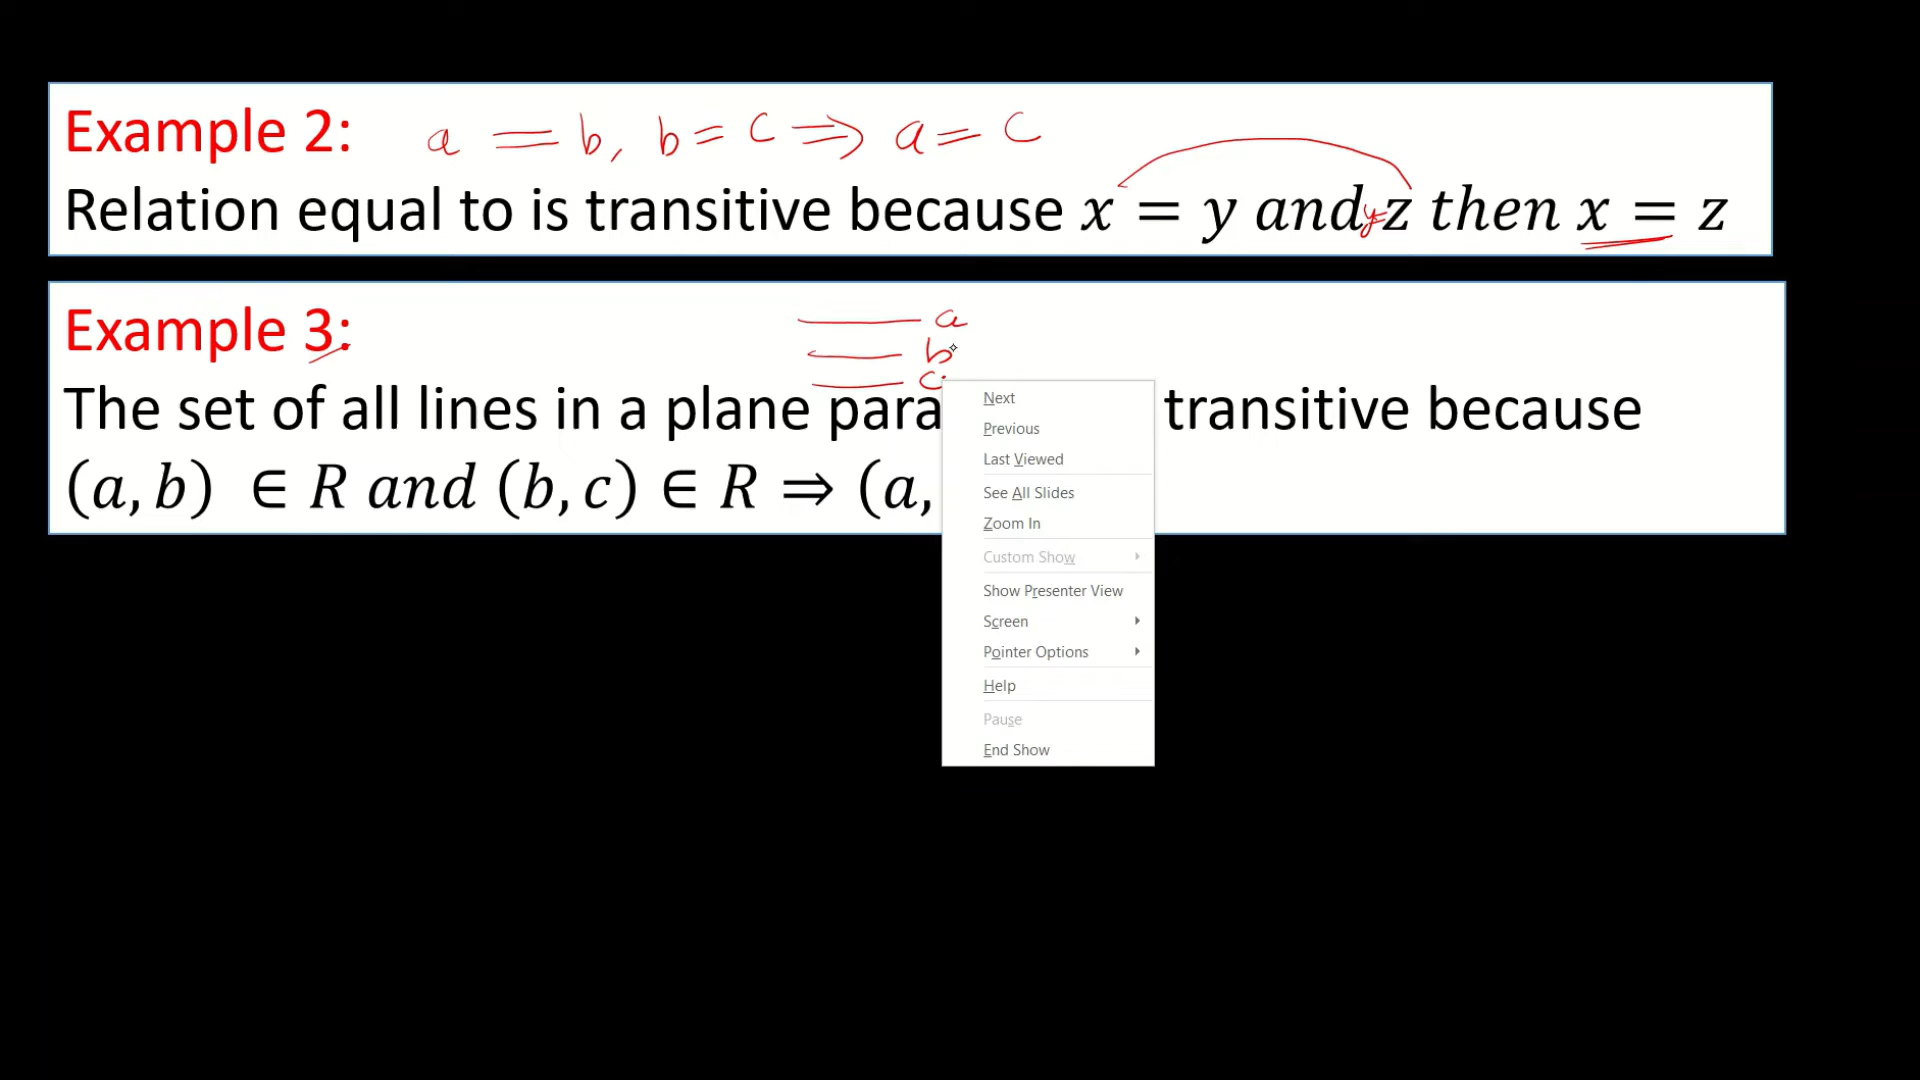 Example 2: a = b, b = c ⇒ a = c
Relation equal to is transitive because x = y and y = z then x = z
Example 3:
a
b
c
The set of all lines in a plane para transitive because
(a, b) ∈ R and (b, c) ∈ R ⇒ (a,
Next
Previous
Last Viewed
See All Slides
Zoom In
Custom Show
Show Presenter View
Screen
Pointer Options
Help
Pause
End Show